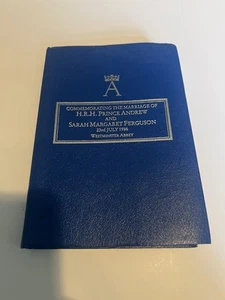 A
COMMEMORATING THE MARRIAGE OF
H.R.H. PRINCE ANDREW
AND
SARAH MARGARET FERGUSON
23rd JULY 1986
WESTMINSTER ABBEY